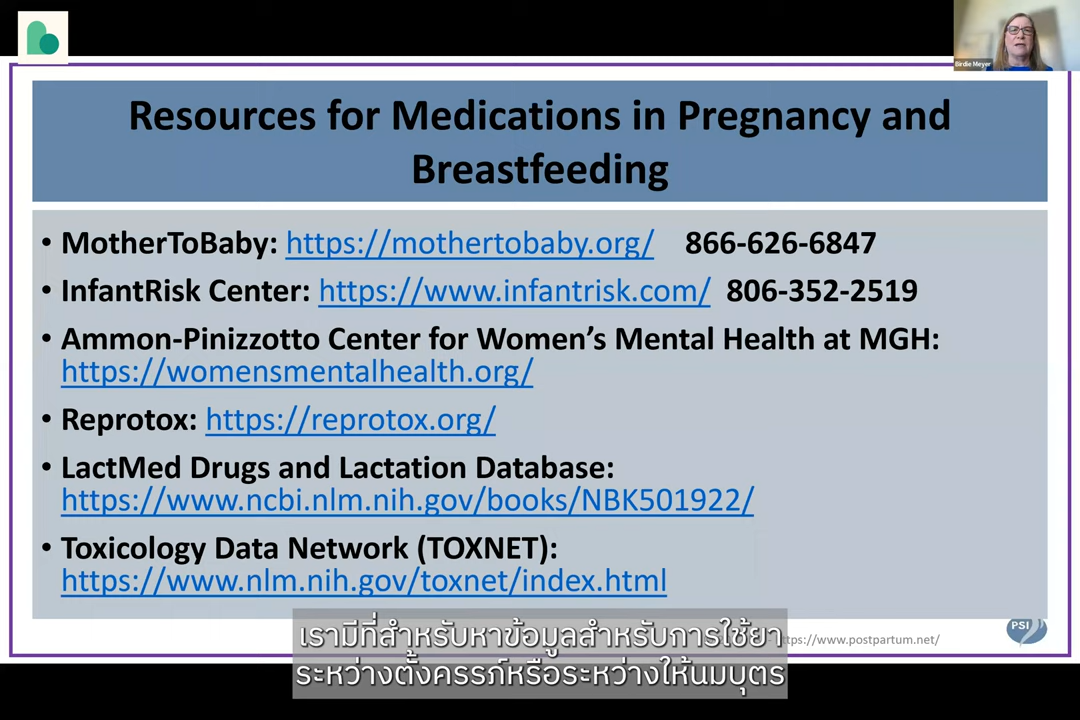 Birdie Meyer
Resources for Medications in Pregnancy and
Breastfeeding
• MotherToBaby: https://mothertobaby.org/ 866-626-6847
• InfantRisk Center: https://www.infantrisk.com/ 806-352-2519
• Ammon-Pinizzotto Center for Women’s Mental Health at MGH:
https://womensmentalhealth.org/
• Reprotox: https://reprotox.org/
• LactMed Drugs and Lactation Database:
https://www.ncbi.nlm.nih.gov/books/NBK501922/
• Toxicology Data Network (TOXNET):
https://www.nlm.nih.gov/toxnet/index.html
เรามีที่สำหรับหาข้อมูลสำหรับการใช้ยา
ระหว่างตั้งครรภ์หรือระหว่างให้นมบุตร
https://www.postpartum.net/
PSI